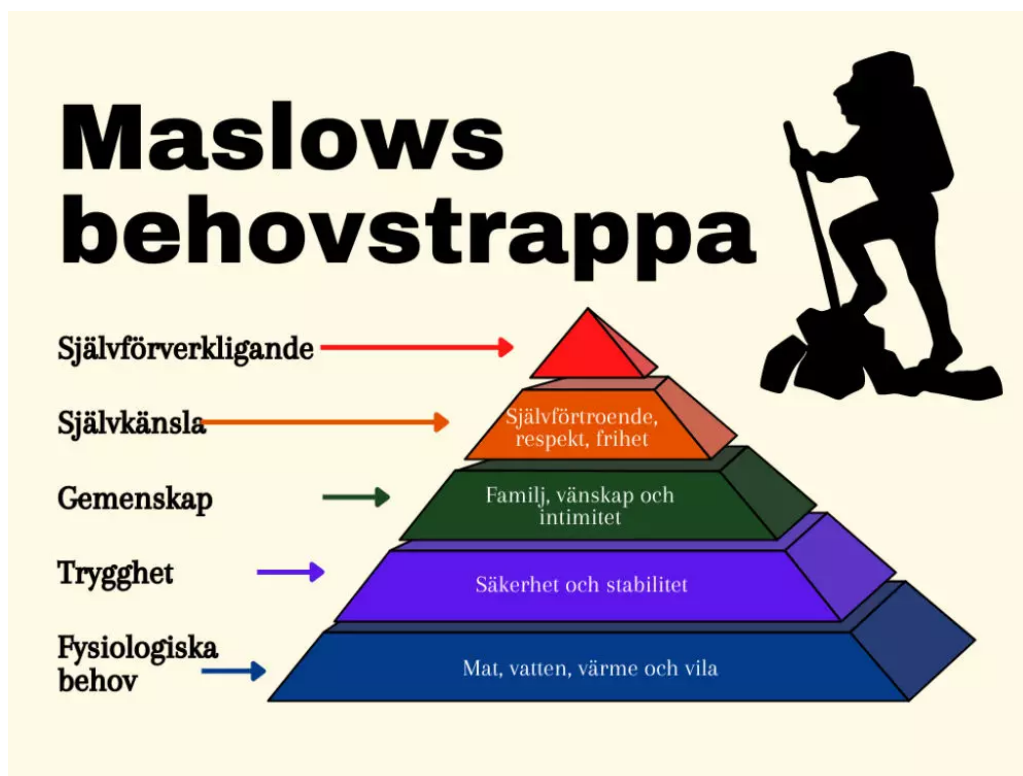 Maslows
behovstrappa
Självförverkligande
Självkänsla
Självförtroende,
respekt, frihet
Gemenskap
Familj, vänskap och
intimitet
Trygghet
Säkerhet och stabilitet
Fysiologiska
behov
Mat, vatten, värme och vila